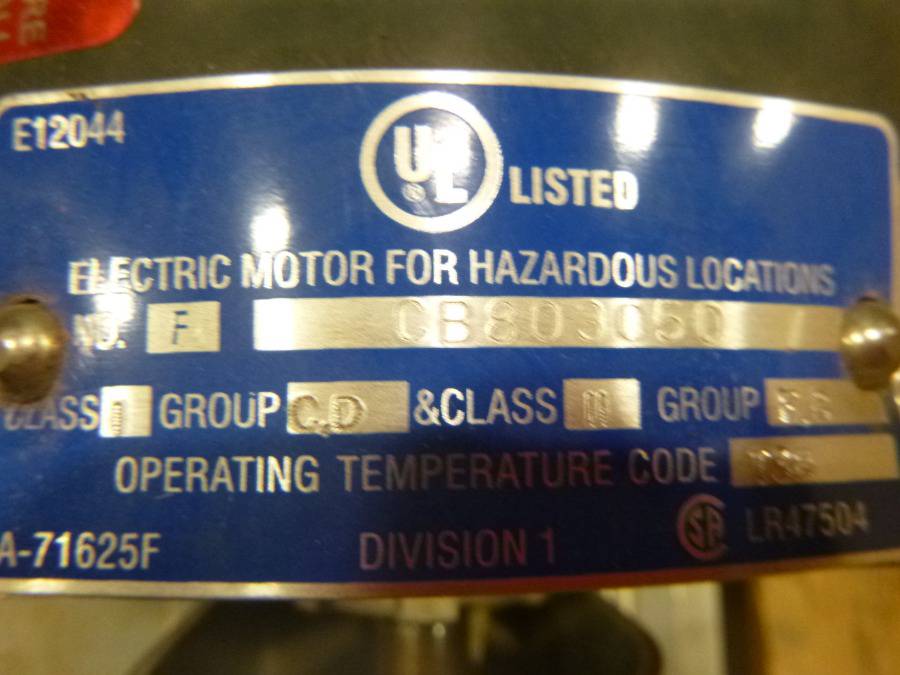 E12044
UL ® LISTED
ELECTRIC MOTOR FOR HAZARDOUS LOCATIONS
NO. F CB803050
CLASS I GROUP C,D &CLASS II GROUP
OPERATING TEMPERATURE CODE
A-71625F DIVISION 1 SA LR47504